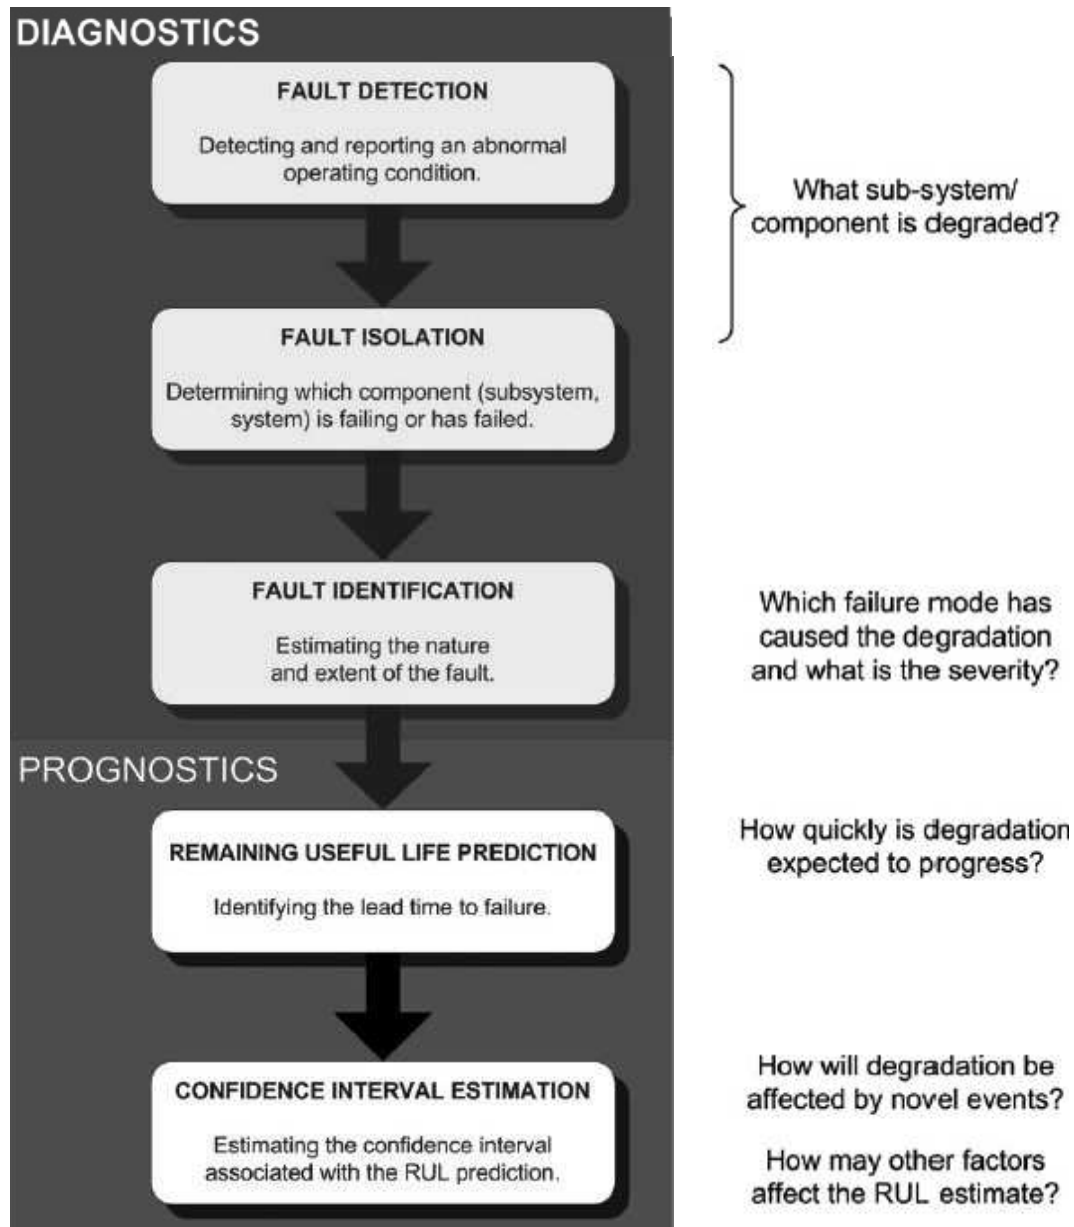 DIAGNOSTICS
FAULT DETECTION
Detecting and reporting an abnormal
operating condition.
What sub-system/
component is degraded?
FAULT ISOLATION
Determining which component (subsystem,
system) is failing or has failed.
FAULT IDENTIFICATION
Estimating the nature
and extent of the fault.
Which failure mode has
caused the degradation
and what is the severity?
PROGNOSTICS
REMAINING USEFUL LIFE PREDICTION
Identifying the lead time to failure.
How quickly is degradation
expected to progress?
CONFIDENCE INTERVAL ESTIMATION
Estimating the confidence interval
associated with the RUL prediction.
How will degradation be
affected by novel events?
How may other factors
affect the RUL estimate?